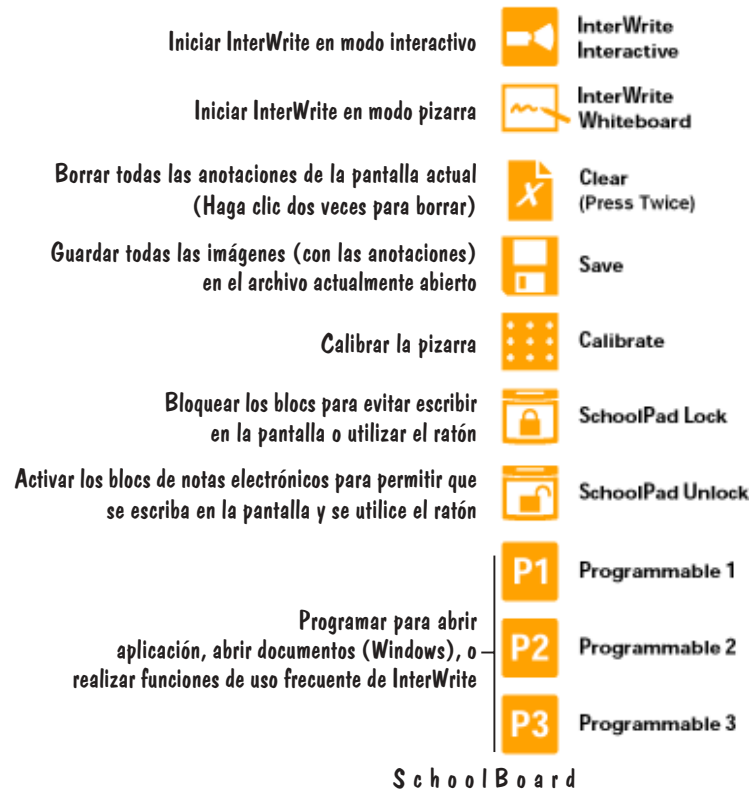 Iniciar InterWrite en modo interactivo
InterWrite
Interactive
Iniciar InterWrite en modo pizarra
InterWrite
Whiteboard
Borrar todas las anotaciones de la pantalla actual
(Haga clic dos veces para borrar)
X
Clear
(Press Twice)
Guardar todas las imágenes (con las anotaciones)
en el archivo actualmente abierto
Save
Calibrar la pizarra
Calibrate
Bloquear los blocs para evitar escribir
en la pantalla o utilizar el ratón
SchoolPad Lock
Activar los blocs de notas electrónicos para permitir que
se escriba en la pantalla y se utilice el ratón
SchoolPad Unlock
Programar para abrir
aplicación, abrir documentos (Windows), o
realizar funciones de uso frecuente de InterWrite
P1
Programmable 1
P2
Programmable 2
P3
Programmable 3
SchoolBoard